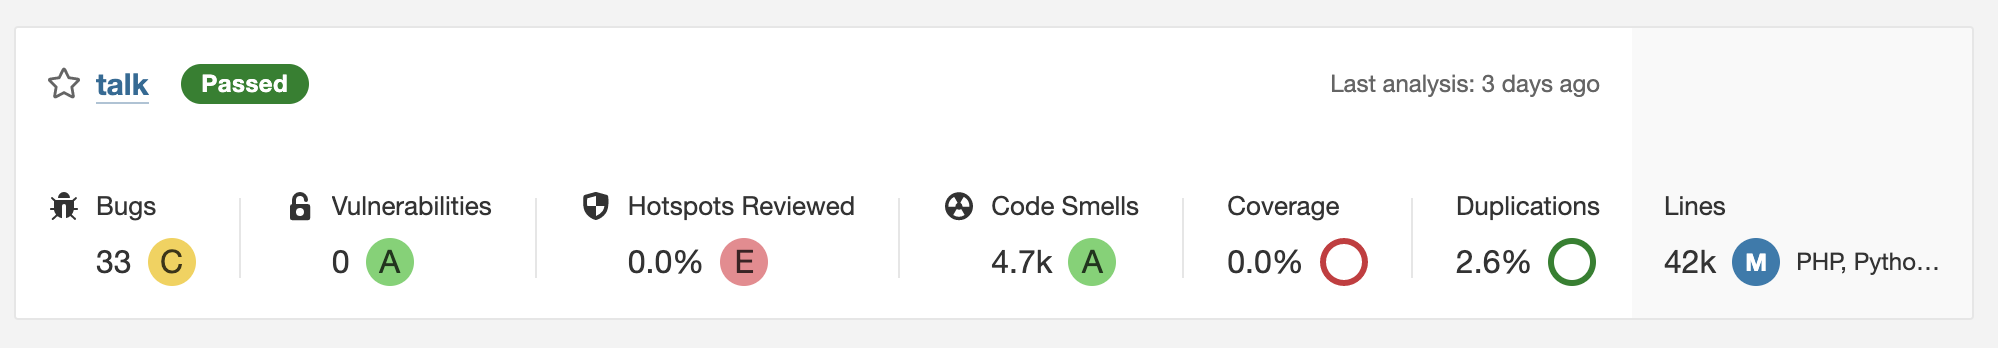 talk Passed Last analysis: 3 days ago
Bugs Vulnerabilities Hotspots Reviewed Code Smells Coverage Duplications Lines
33 C 0 A 0.0% E 4.7k A 0.0% 2.6% 42k M PHP, Pytho…